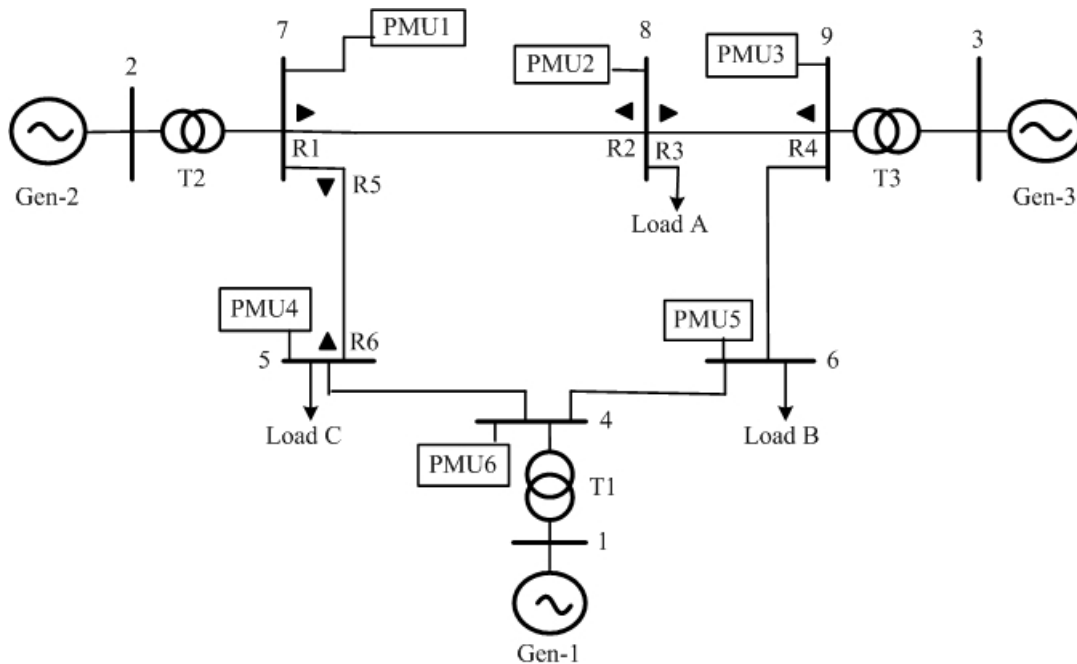 7
PMU1
8
PMU2
9
PMU3
3
2
R1
R2
R3
R4
T2
T3
Gen-2
Gen-3
R5
Load A
PMU4
R6
PMU5
5
6
Load C
4
Load B
PMU6
T1
1
Gen-1